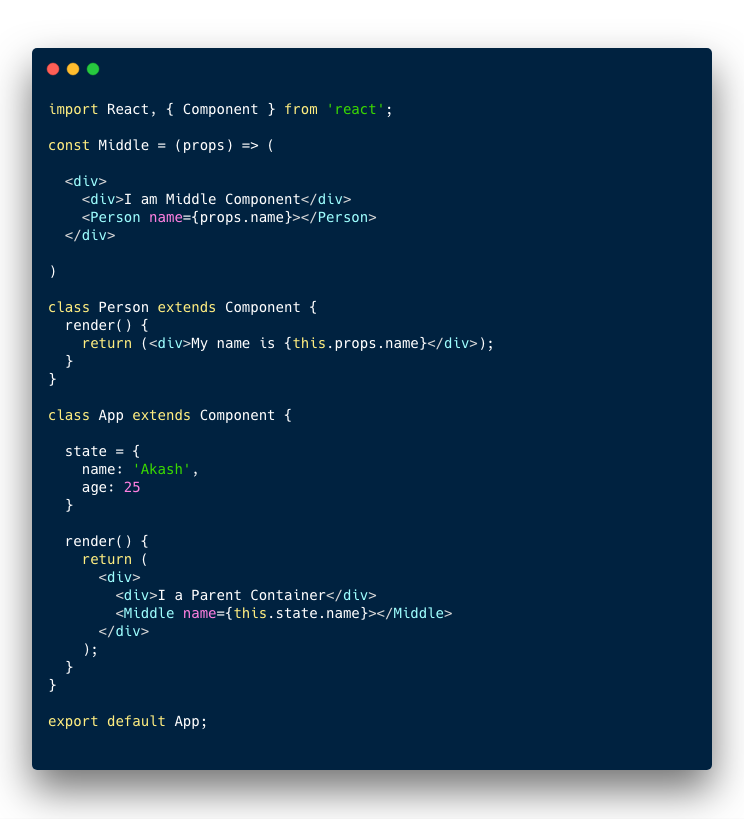 import React, { Component } from 'react';

const Middle = (props) => (

  <div>
    <div>I am Middle Component</div>
    <Person name={props.name}></Person>
  </div>

)

class Person extends Component {
  render() {
    return (<div>My name is {this.props.name}</div>);
  }
}

class App extends Component {

  state = {
    name: 'Akash',
    age: 25
  }

  render() {
    return (
      <div>
        <div>I a Parent Container</div>
        <Middle name={this.state.name}></Middle>
      </div>
    );
  }
}

export default App;